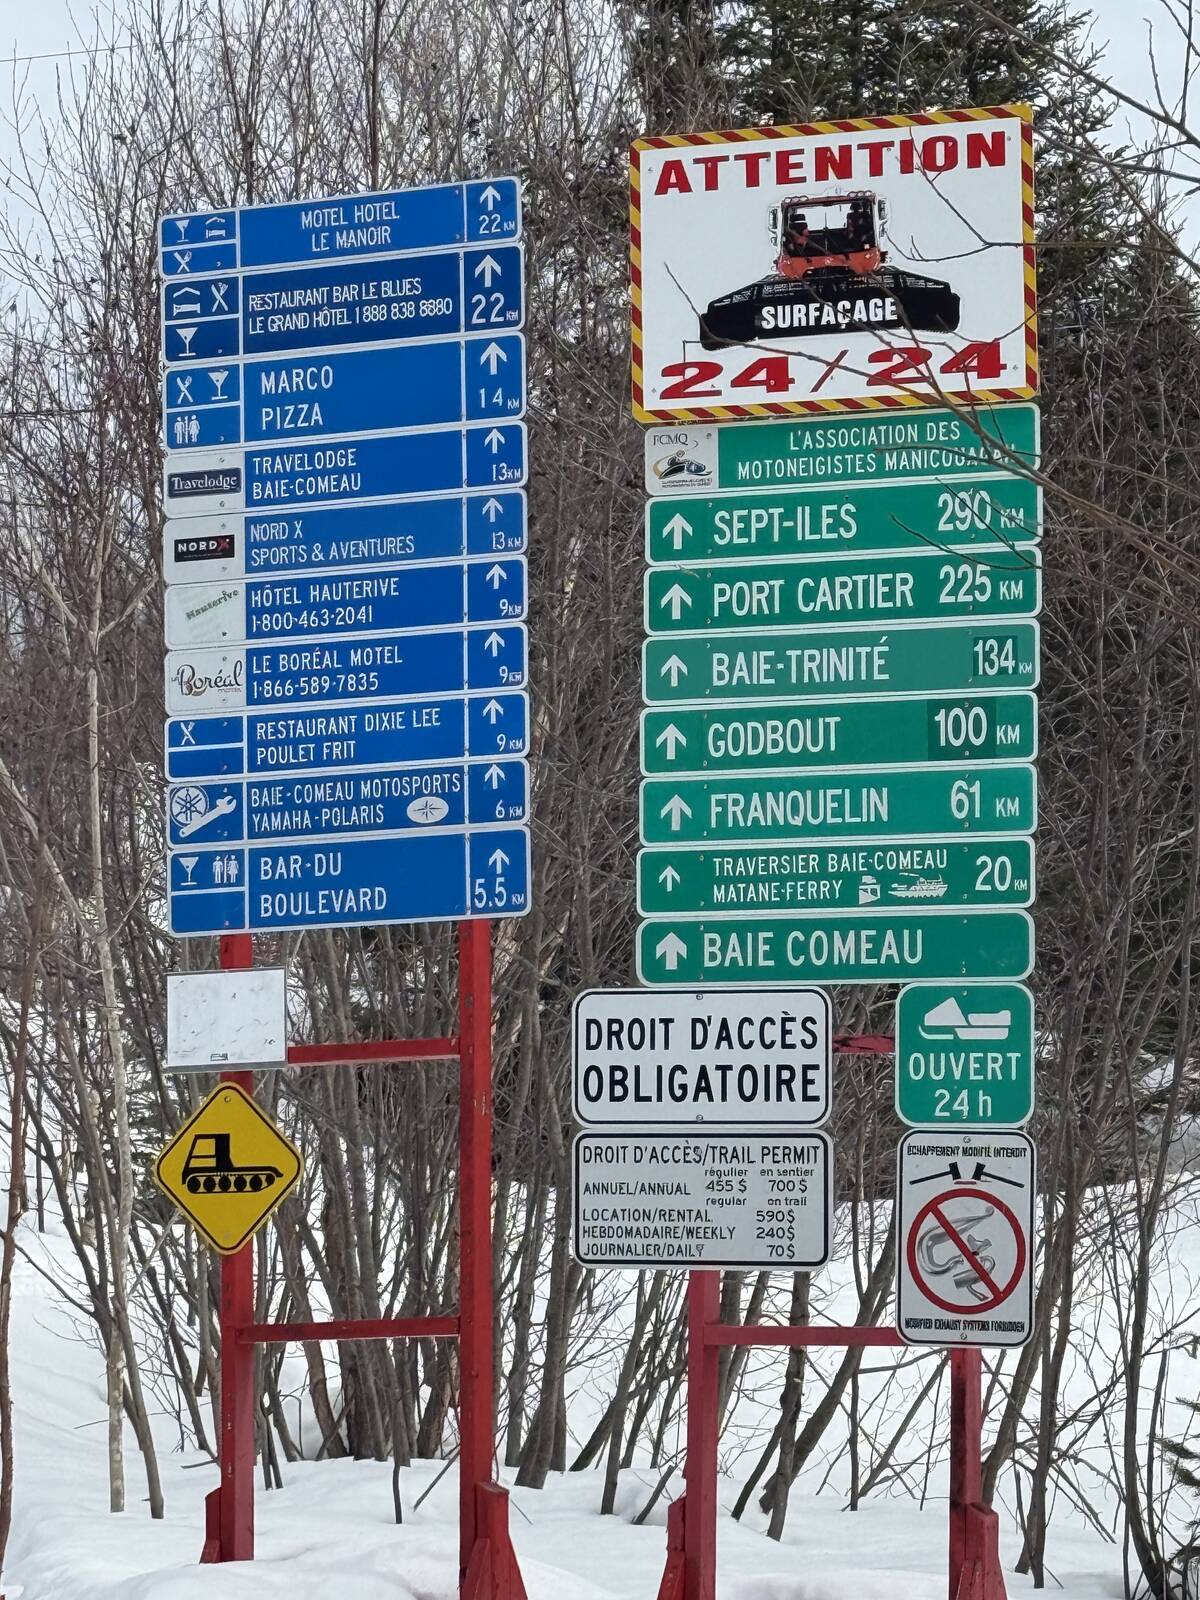 MOTEL HOTEL
LE MANOIR
22 KM
RESTAURANT BAR LE BLUES
LE GRAND HÔTEL 1 888 838 8880
22 KM
MARCO
PIZZA
14 KM
Travelodge
TRAVELODGE
BAIE-COMEAU
13 KM
NORDX
NORD X
SPORTS & AVENTURES
13 KM
Hauterive
HÔTEL HAUTERIVE
1-800-463-2041
9 KM
Boréal
LE BORÉAL MOTEL
1-866-589-7835
9 KM
RESTAURANT DIXIE LEE
POULET FRIT
9 KM
BAIE-COMEAU MOTOSPORTS
YAMAHA-POLARIS
6 KM
BAR-DU
BOULEVARD
5.5 KM
ATTENTION
SURFAÇAGE
24/24
FCMQ
L'ASSOCIATION DES
MOTONEIGISTES MANICOUAGAN
SEPT-ILES 290 KM
PORT CARTIER 225 KM
BAIE-TRINITÉ 134 KM
GODBOUT 100 KM
FRANQUELIN 61 KM
TRAVERSIER BAIE-COMEAU
MATANE-FERRY
20 KM
BAIE COMEAU
DROIT D'ACCÈS
OBLIGATOIRE
OUVERT
24h
DROIT D'ACCÈS/TRAIL PERMIT
régulier en sentier
ANNUEL/ANNUAL 455 $ 700 $
regular on trail
LOCATION/RENTAL 590 $
HEBDOMADAIRE/WEEKLY 240 $
JOURNALIER/DAILY 70 $
ÉCHAPPEMENT MODIFIÉ INTERDIT
MODIFIED EXHAUST SYSTEMS FORBIDDEN